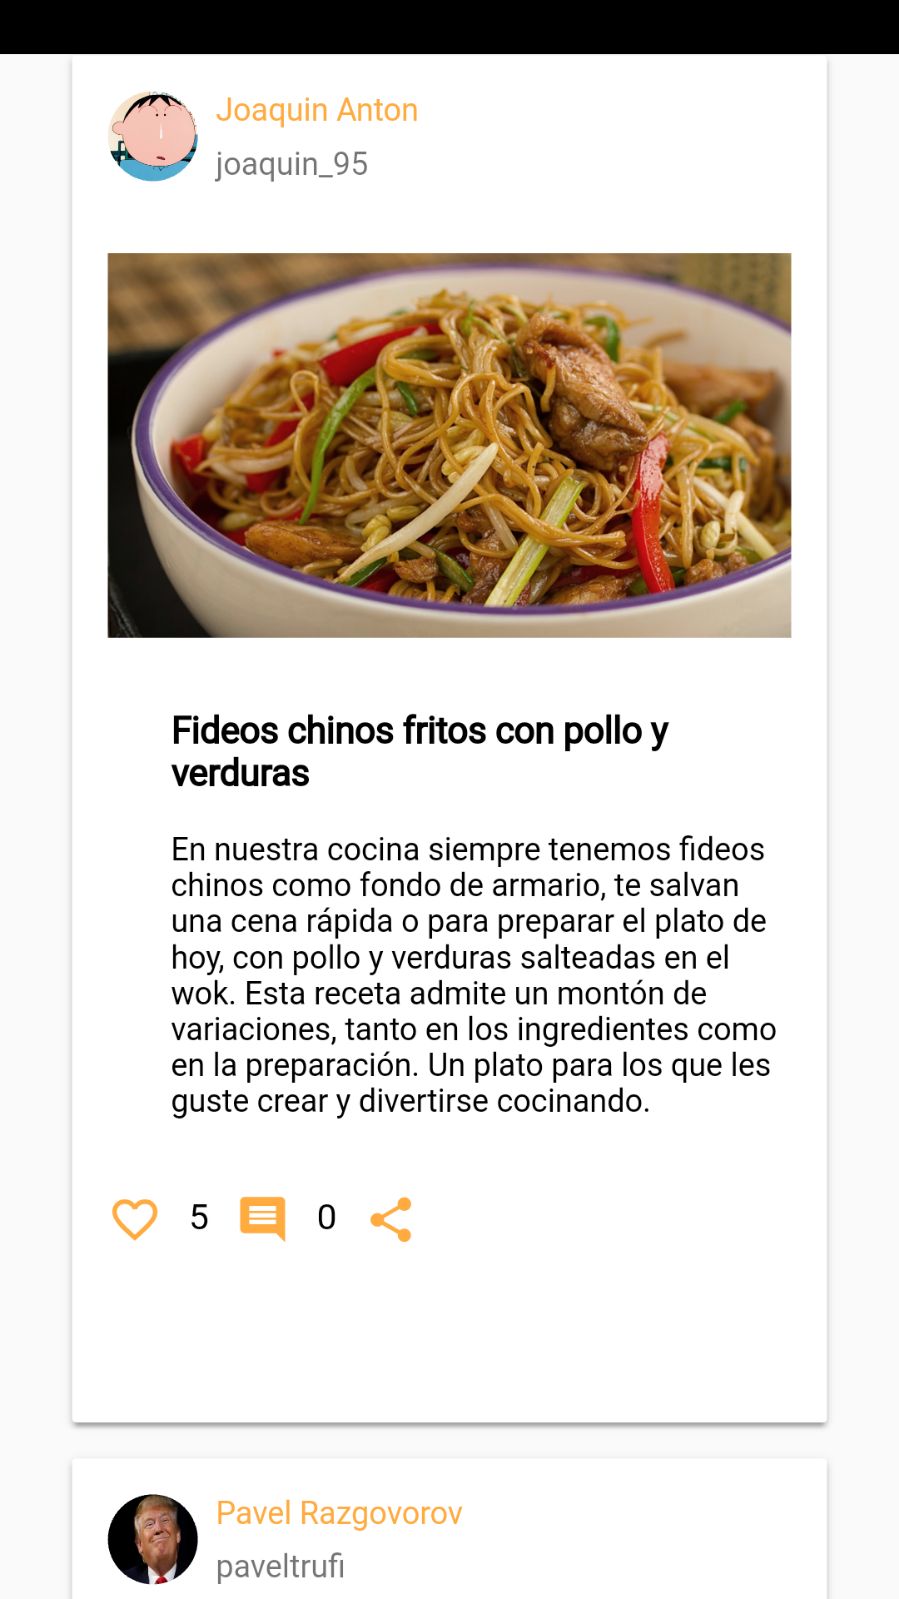 Joaquin Anton
joaquin_95
Fideos chinos fritos con pollo y
verduras
En nuestra cocina siempre tenemos fideos
chinos como fondo de armario, te salvan
una cena rápida o para preparar el plato de
hoy, con pollo y verduras salteadas en el
wok. Esta receta admite un montón de
variaciones, tanto en los ingredientes como
en la preparación. Un plato para los que les
guste crear y divertirse cocinando.
5 0
Pavel Razgovorov
paveltrufi